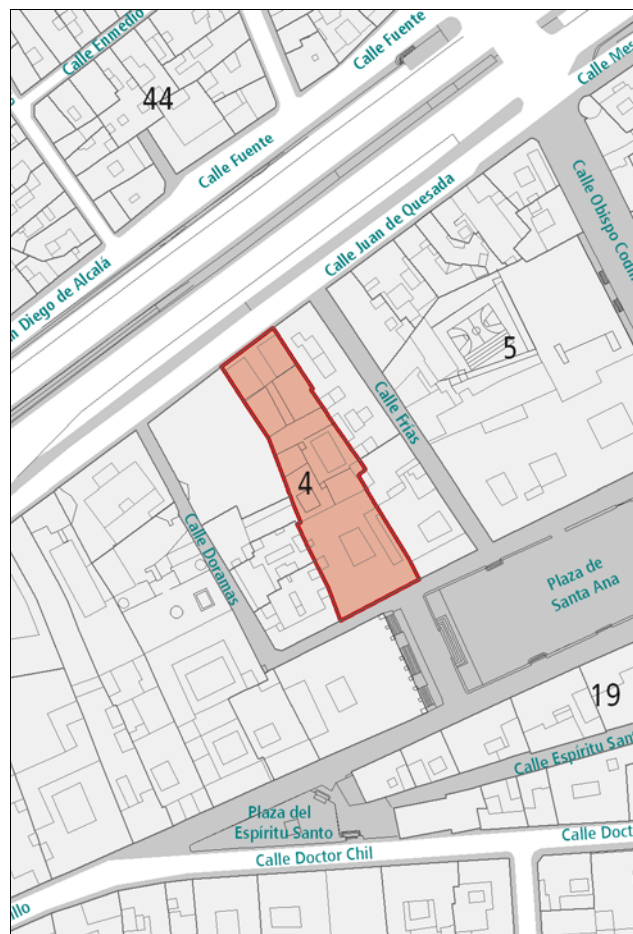 Calle Enmedio
Calle Fuente
Calle Mes
44
Calle Fuente
Calle Juan de Quesada
Calle Obispo Codin
n Diego de Alcalá
5
Calle Frías
4
Calle Doramas
Plaza de
Santa Ana
19
Calle Espíritu San
Plaza del
Espíritu Santo
Calle Doct
Calle Doctor Chil
illo